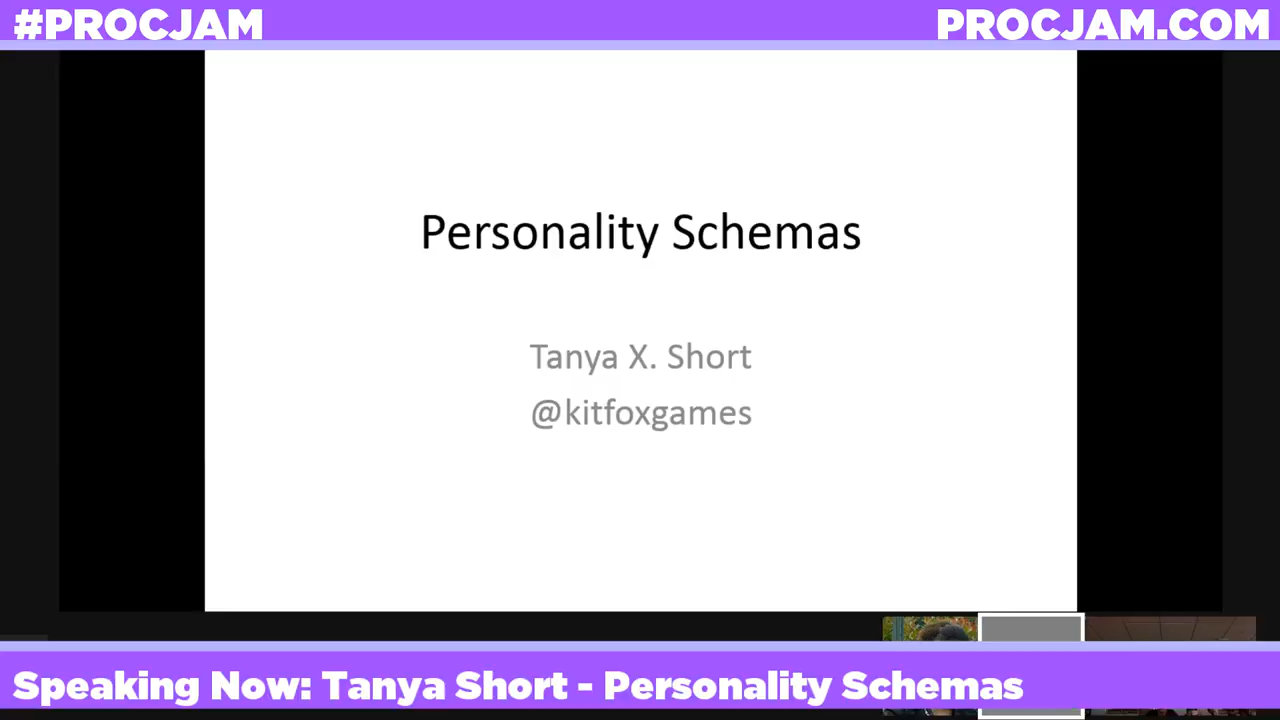 #PROCJAM
PROCJAM.COM
Personality Schemas
Tanya X. Short
@kitfoxgames
Speaking Now: Tanya Short - Personality Schemas